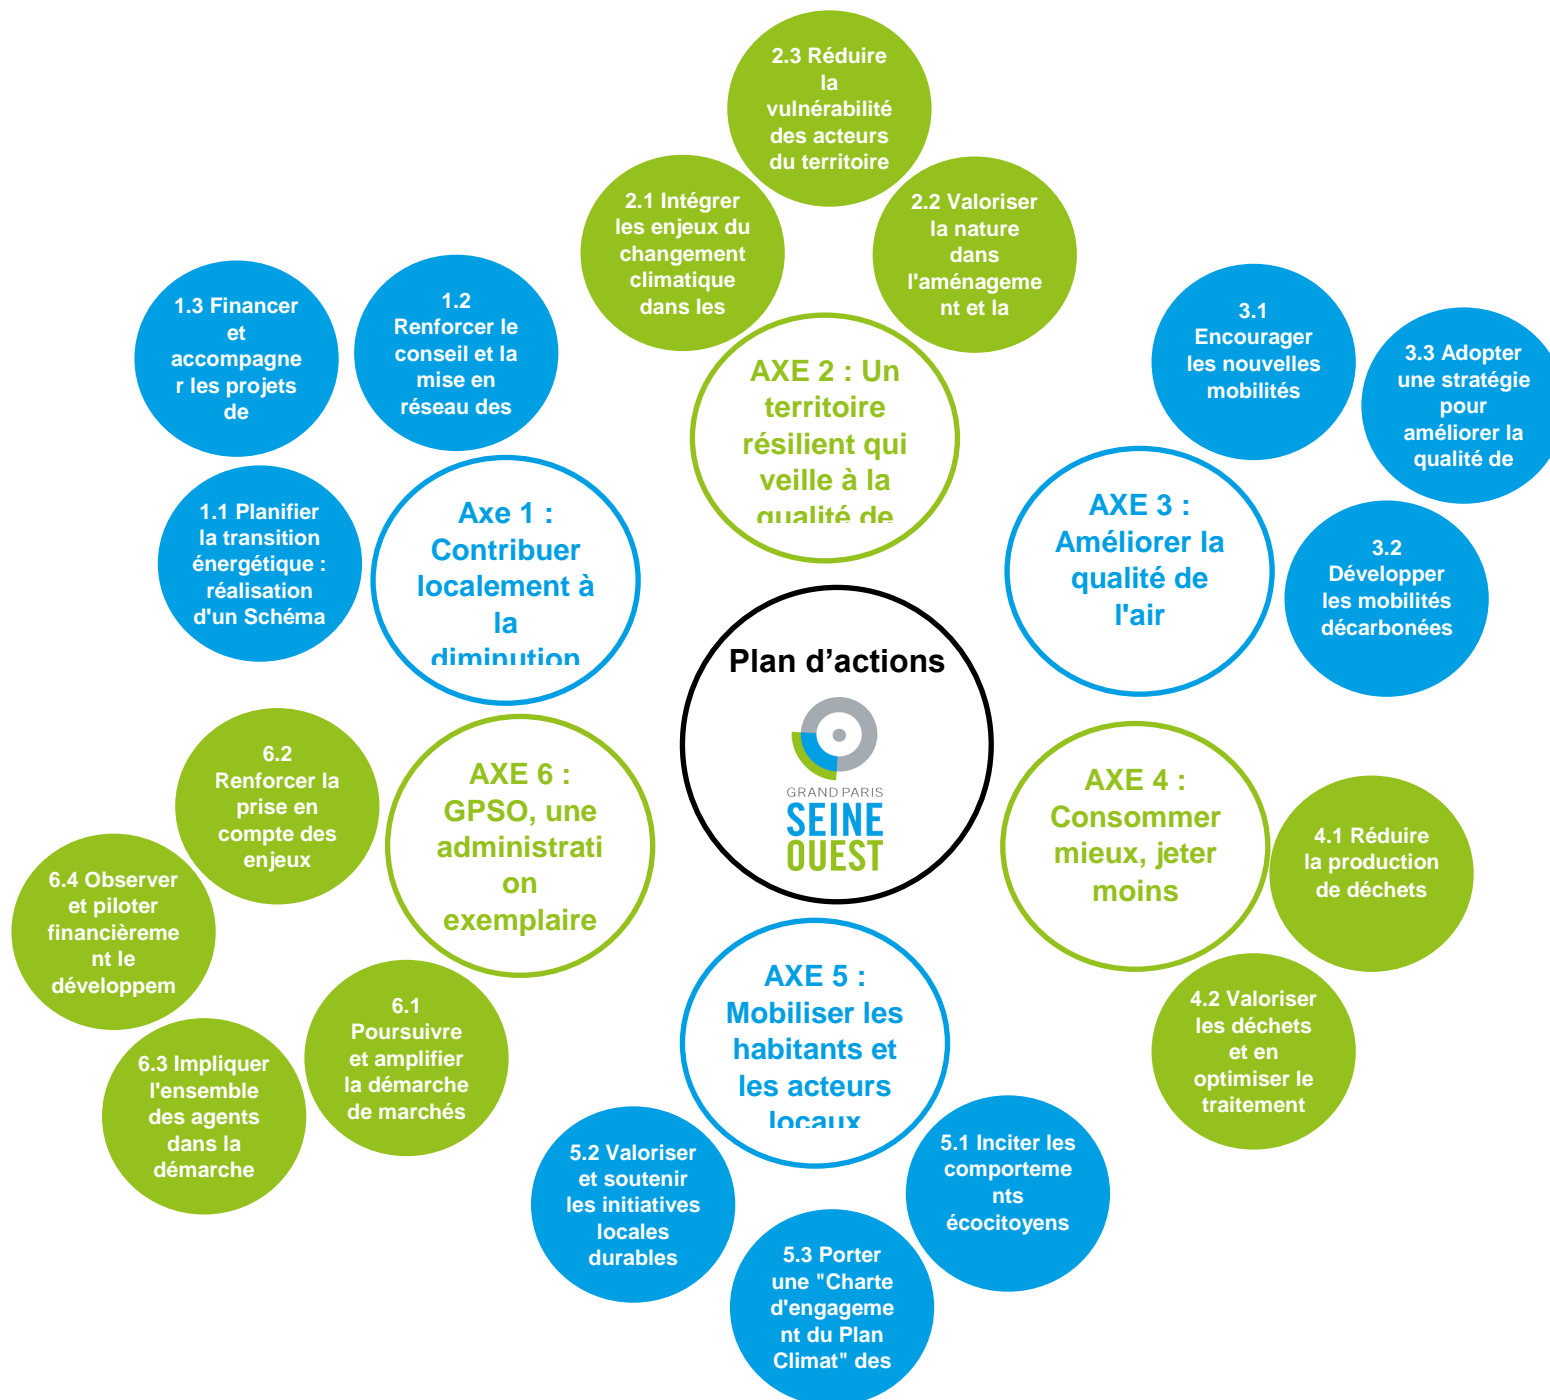 2.3 Réduire
la
vulnérabilité
des acteurs
du territoire
2.1 Intégrer
les enjeux du
changement
climatique
dans les
2.2 Valoriser
la nature
dans
l'aménageme
nt et la
1.3 Financer
et
accompagne
r les projets
de
1.2
Renforcer le
conseil et la
mise en
réseau des
3.1
Encourager
les nouvelles
mobilités
3.3 Adopter
une stratégie
pour
améliorer la
qualité de
AXE 2 : Un
territoire
résilient qui
veille à la
qualité de
1.1 Planifier
la transition
énergétique :
réalisation
d'un Schéma
Axe 1 :
Contribuer
localement à
la
diminution
AXE 3 :
Améliorer la
qualité de
l'air
3.2
Développer
les mobilités
décarbonées
Plan d’actions
GRAND PARIS
SEINE
OUEST
6.2
Renforcer la
prise en
compte des
enjeux
AXE 6 :
GPSO, une
administrati
on
exemplaire
AXE 4 :
Consommer
mieux, jeter
moins
4.1 Réduire
la production
de déchets
6.4 Observer
et piloter
financièreme
nt le
développem
6.1
Poursuivre
et amplifier
la démarche
de marchés
AXE 5 :
Mobiliser les
habitants et
les acteurs
locaux
4.2 Valoriser
les déchets
et en
optimiser le
traitement
6.3 Impliquer
l'ensemble
des agents
dans la
démarche
5.2 Valoriser
et soutenir
les initiatives
locales
durables
5.1 Inciter les
comporteme
nts
écocitoyens
5.3 Porter
une "Charte
d'engageme
nt du Plan
Climat" des